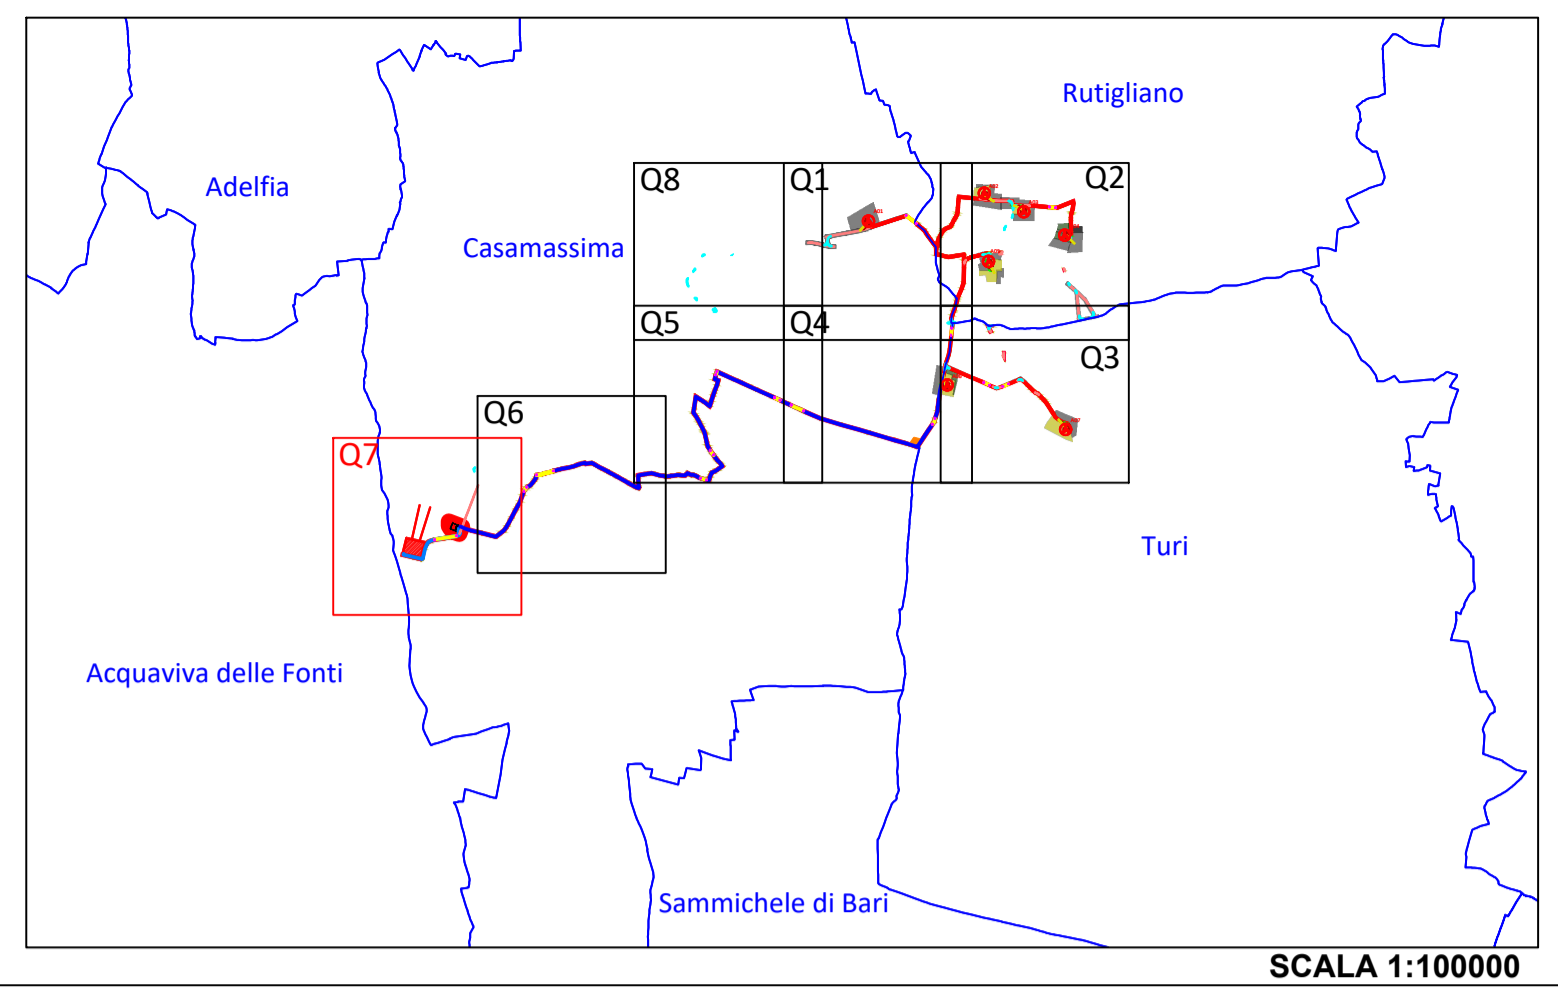 Rutigliano
Adelfia
Q8
Q1
Q2
Casamassima
Q5
Q4
Q3
Q6
Q7
Turi
Acquaviva delle Fonti
Sammichele di Bari
SCALA 1:100000